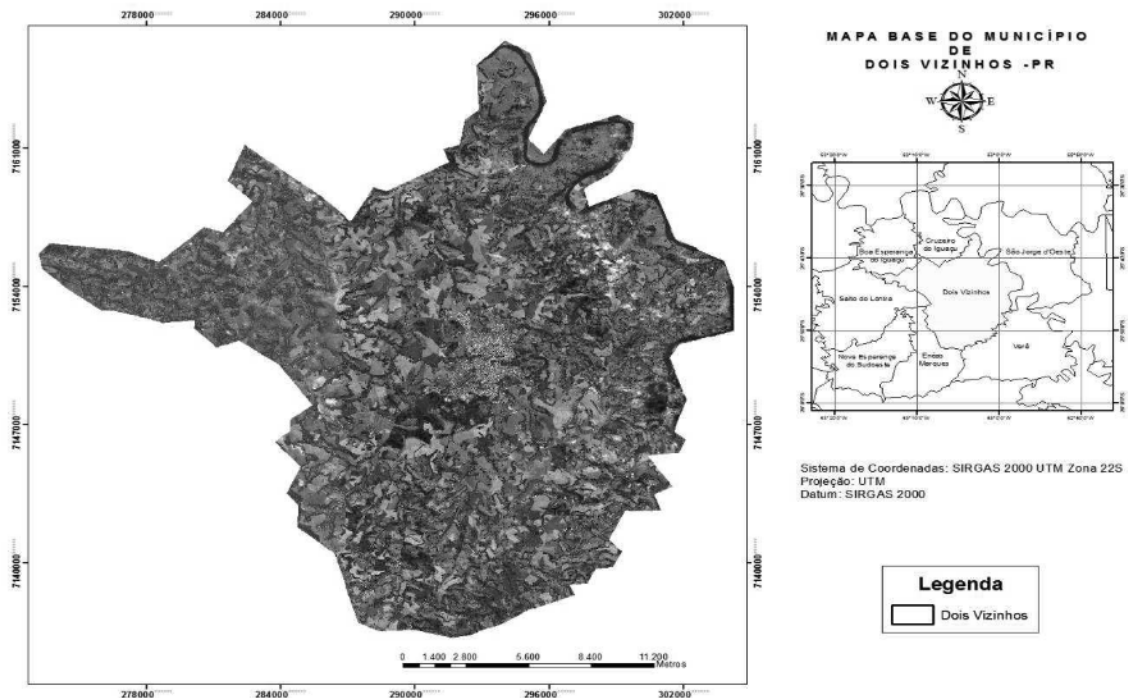 278000 284000 290000 296000 302000
7161000 7161000
7154000 7154000
7147000 7147000
7140000 7140000
0 1.400 2.800 5.600 8.400 11.200
Metros
278000 284000 290000 296000 302000
MAPA BASE DO MUNICÍPIO
DE
DOIS VIZINHOS -PR
N
W E
S
Boa Esperança
do Iguaçu
Cruzeiro
do Iguaçu
São Jorge d'Oeste
Salto do Lontra
Dois Vizinhos
Nova Esperança
do Sudoeste
Enéas
Marques
Verê
Sistema de Coordenadas: SIRGAS 2000 UTM Zona 22S
Projeção: UTM
Datum: SIRGAS 2000
Legenda
Dois Vizinhos